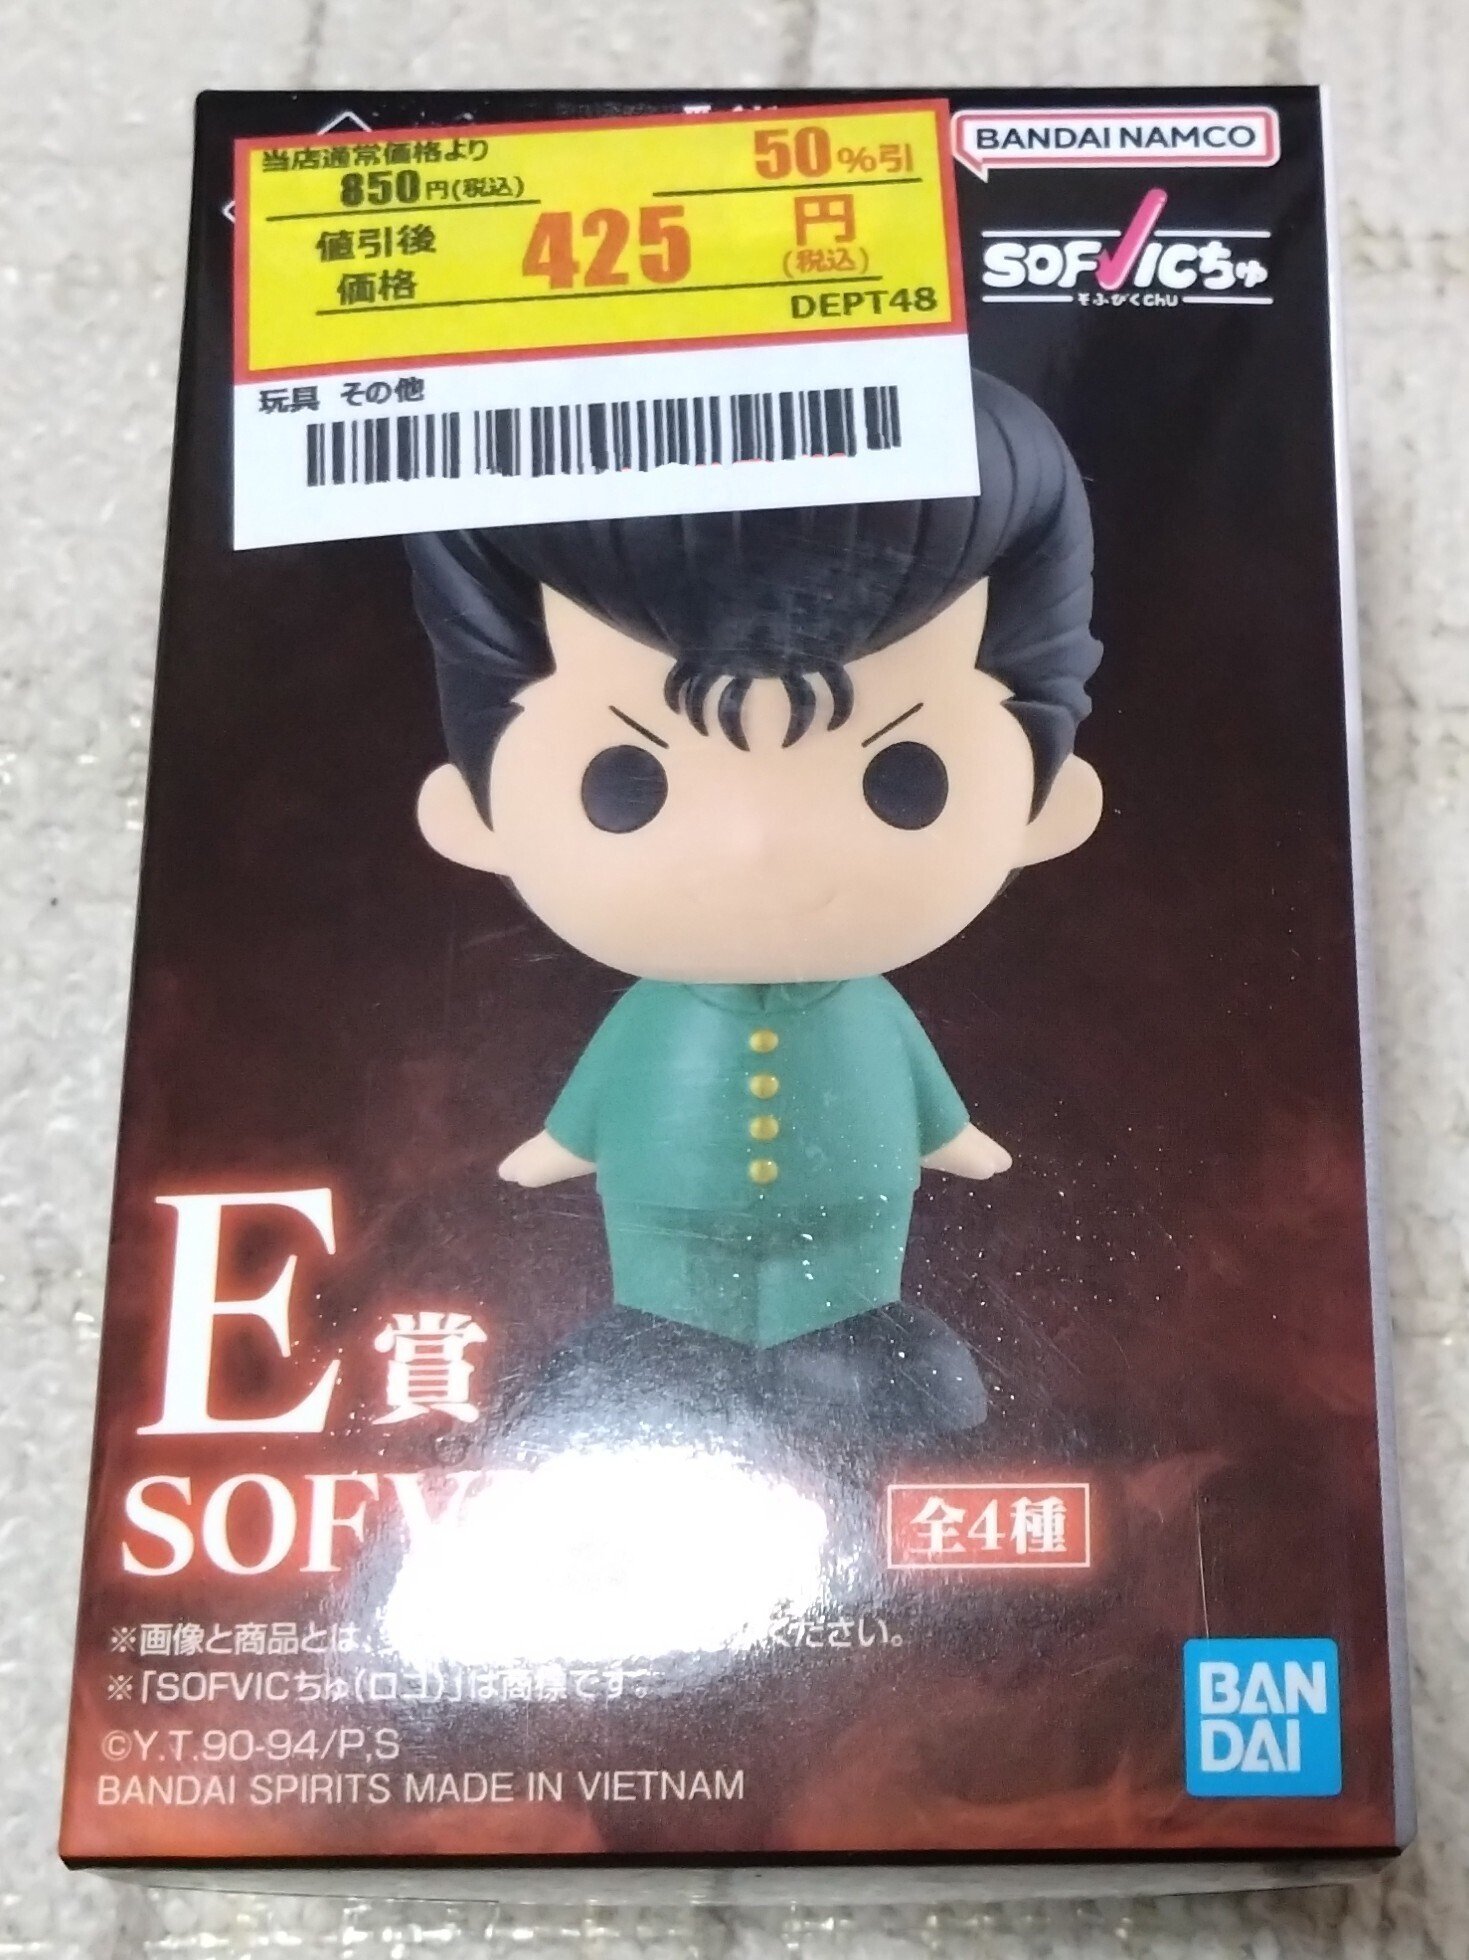 当店通常価格より
50%引
850円(税込)
値引後
価格
425円
(税込)
DEPT48
玩具 その他
BANDAI NAMCO
SOFVICちゅ
そふびくChu
E賞
SOFV
全4種
※画像と商品とは
ください。
※「SOFVICちゅ(ロゴ)」は商標です。
©Y.T.90-94/P,S
BANDAI SPIRITS MADE IN VIETNAM
BAN
DAI